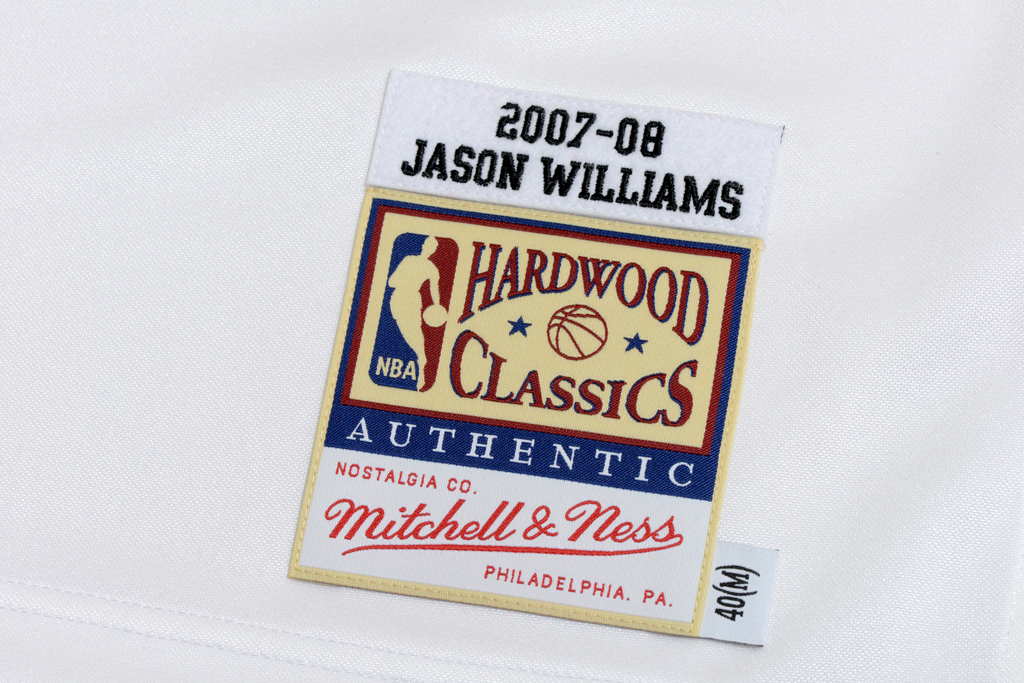 2007-08
JASON WILLIAMS
HARDWOOD
CLASSICS
NBA
AUTHENTIC
NOSTALGIA CO.
Mitchell & Ness
PHILADELPHIA. PA.
40(M)